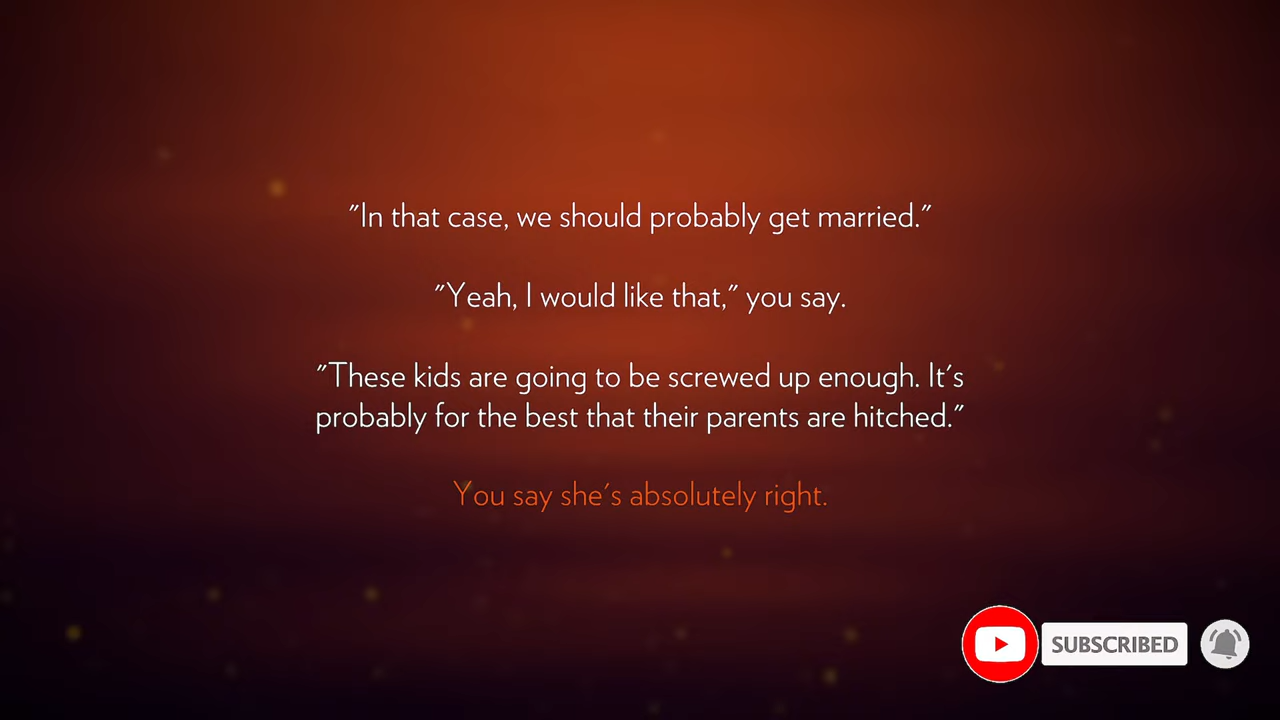 "In that case, we should probably get married."
"Yeah, I would like that," you say.
"These kids are going to be screwed up enough. It's
probably for the best that their parents are hitched."
You say she's absolutely right.
SUBSCRIBED